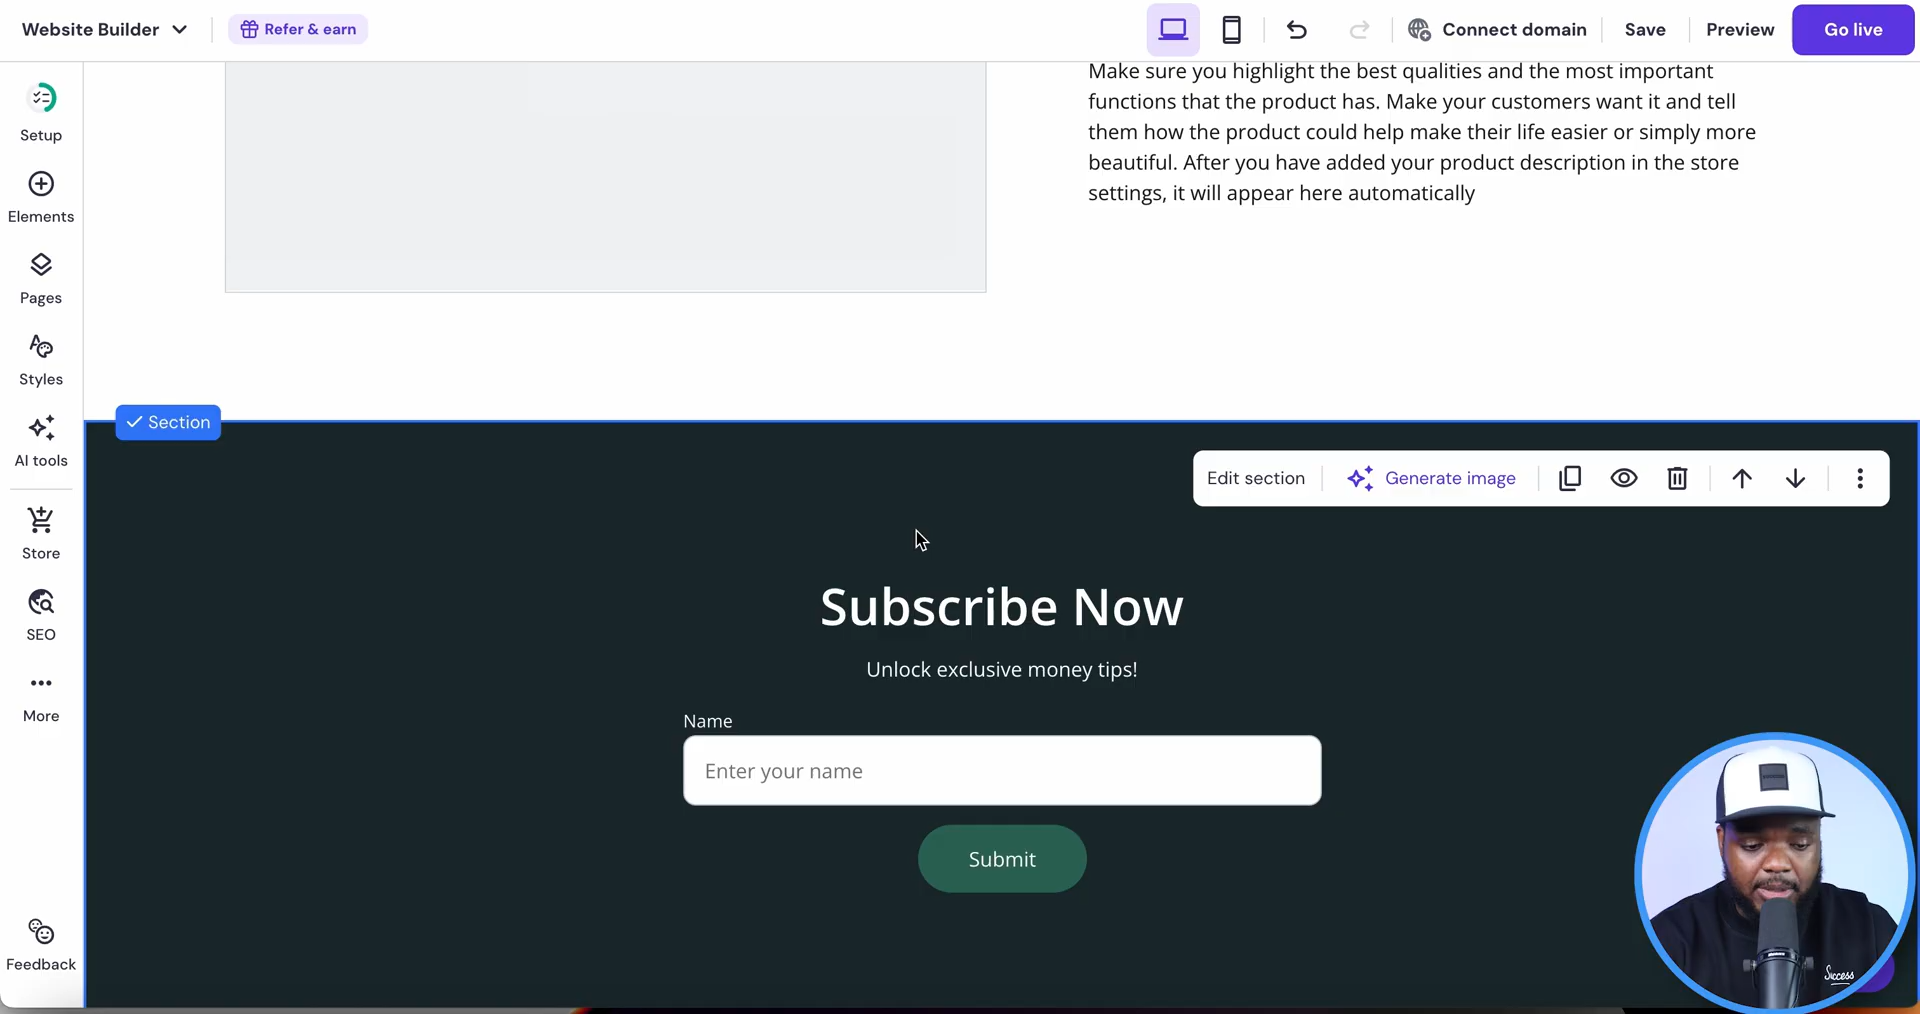 Website Builder
Refer & earn
Connect domain
Save
Preview
Go live
Setup
Elements
Pages
Styles
AI tools
Store
SEO
More
Feedback
Make sure you highlight the best qualities and the most important
functions that the product has. Make your customers want it and tell
them how the product could help make their life easier or simply more
beautiful. After you have added your product description in the store
settings, it will appear here automatically
Section
Edit section
Generate image
Subscribe Now
Unlock exclusive money tips!
Name
Enter your name
Submit
Success